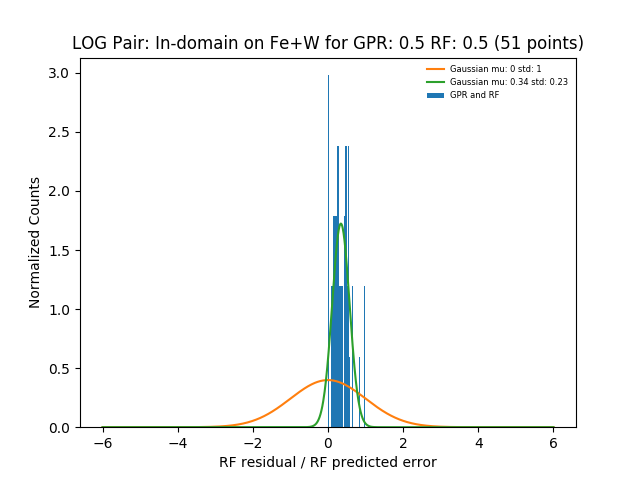 LOG Pair: In-domain on Fe+W for GPR: 0.5 RF: 0.5 (51 points)
Gaussian mu: 0 std: 1
Gaussian mu: 0.34 std: 0.23
GPR and RF
Normalized Counts
3.0
2.5
2.0
1.5
1.0
0.5
0.0
−6 −4 −2 0 2 4 6
RF residual / RF predicted error